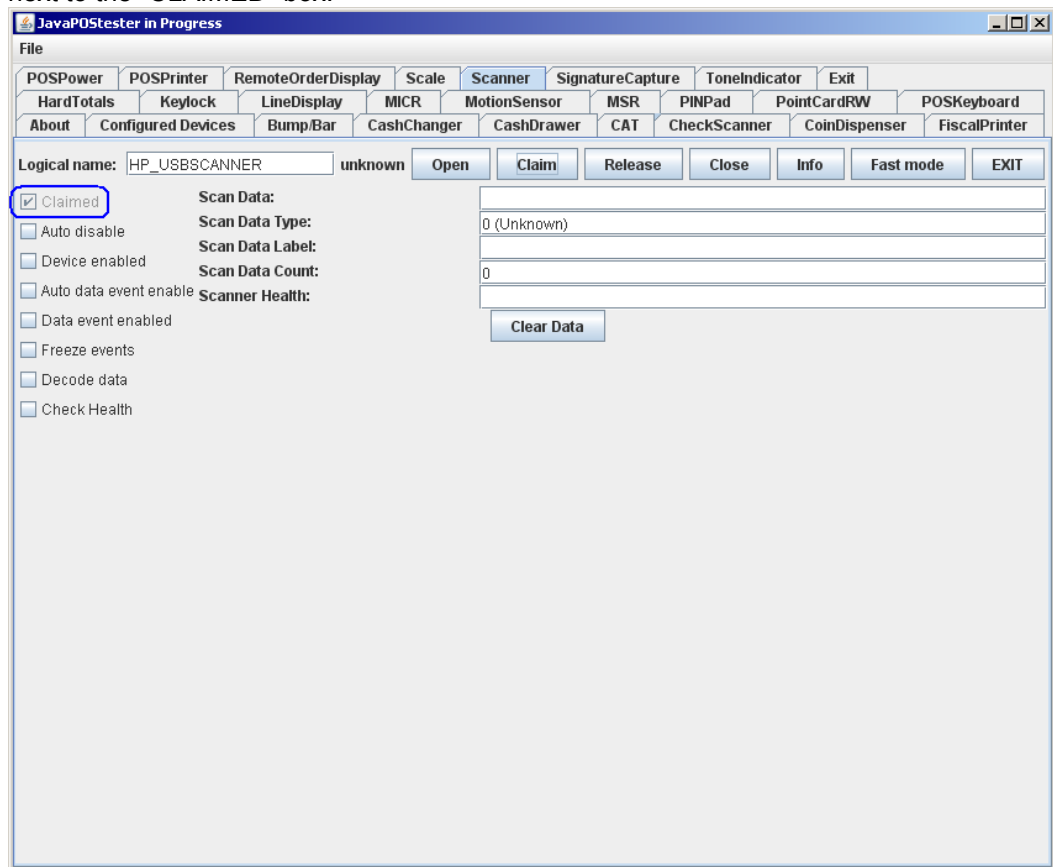 JavaPOStester in Progress
File
POSPower POSPrinter RemoteOrderDisplay Scale Scanner SignatureCapture ToneIndicator Exit
HardTotals Keylock LineDisplay MICR MotionSensor MSR PINPad PointCardRW POSKeyboard
About Configured Devices Bump/Bar CashChanger CashDrawer CAT CheckScanner CoinDispenser FiscalPrinter
Logical name: HP_USBSCANNER unknown Open Claim Release Close Info Fast mode EXIT
Claimed Scan Data:
Auto disable Scan Data Type: 0 (Unknown)
Scan Data Label:
Device enabled Scan Data Count: 0
Auto data event enable Scanner Health:
Data event enabled Clear Data
Freeze events
Decode data
Check Health